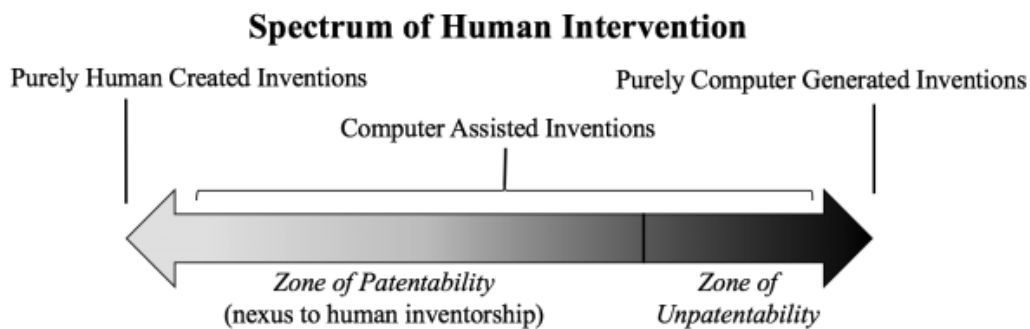 Spectrum of Human Intervention
Purely Human Created Inventions
Purely Computer Generated Inventions
Computer Assisted Inventions
Zone of Patentability
(nexus to human inventorship)
Zone of
Unpatentability